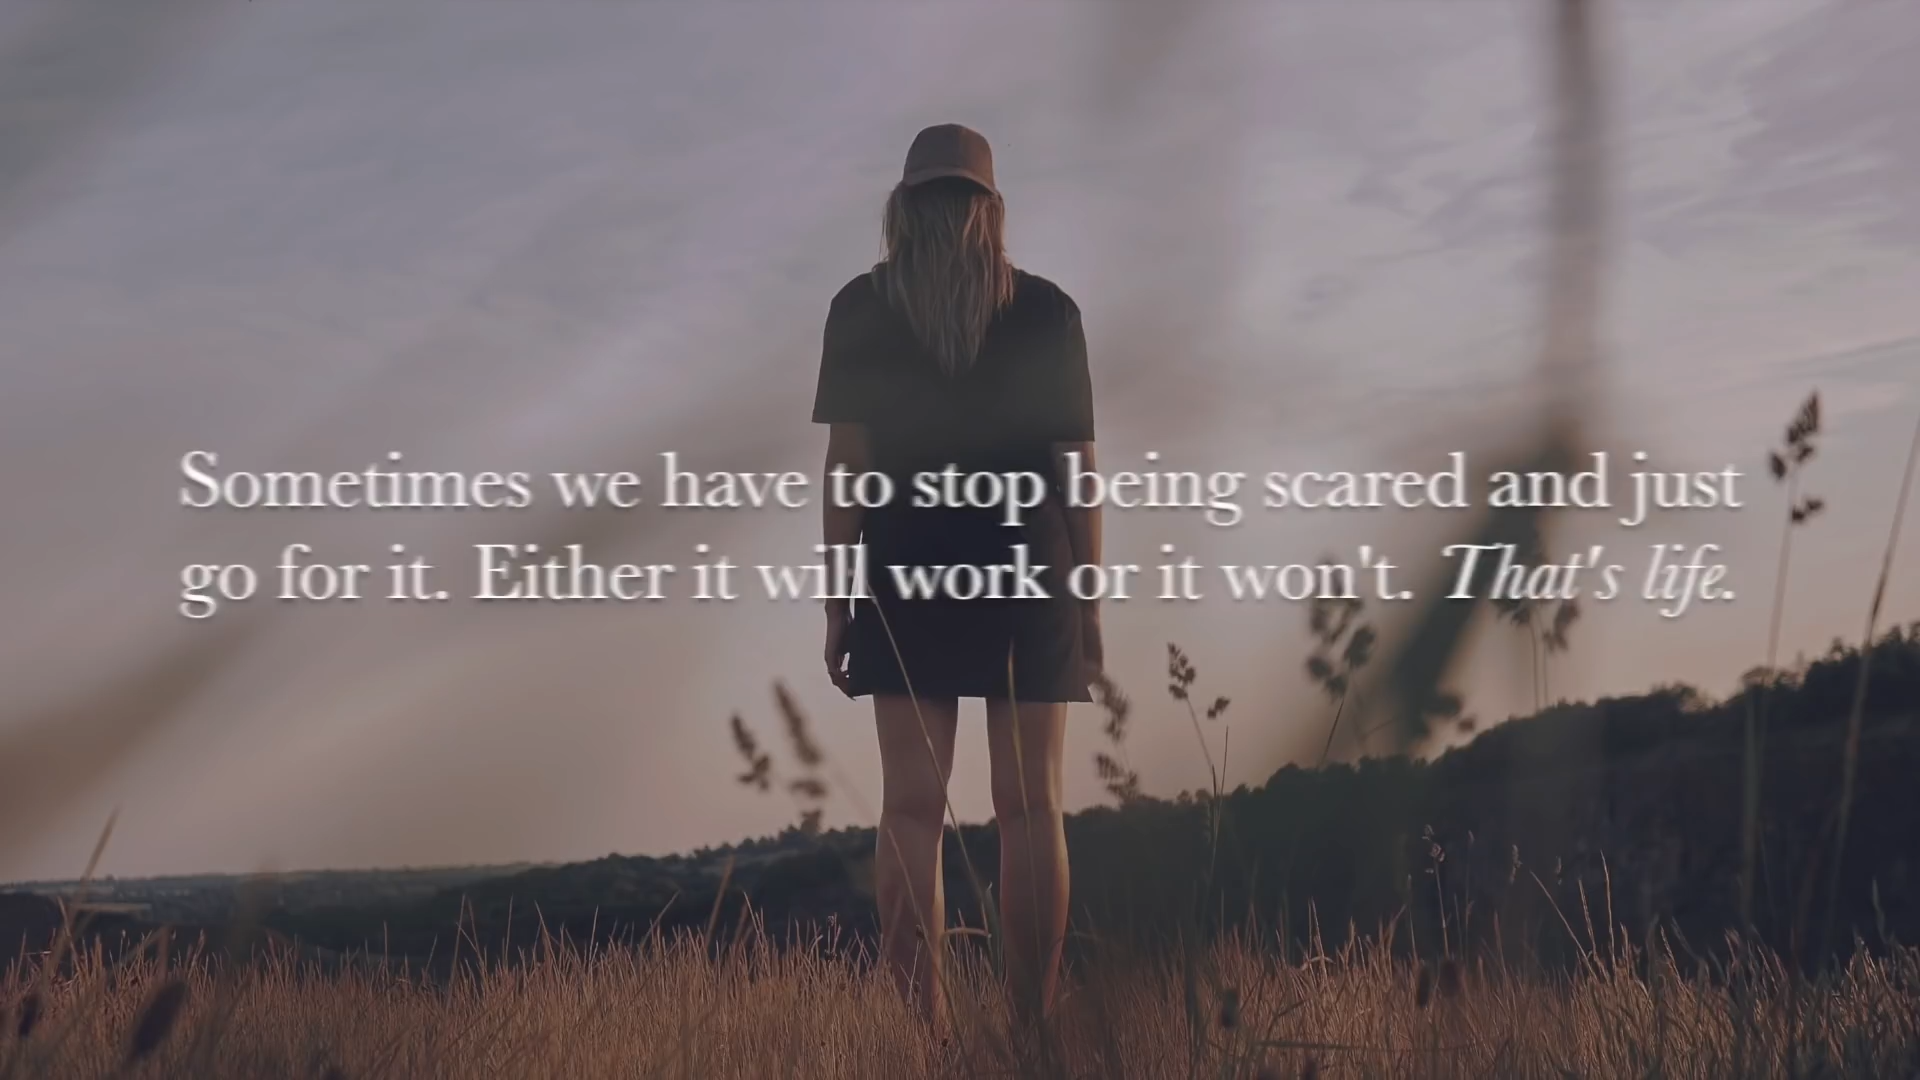 Sometimes we have to stop being scared and just
go for it. Either it will work or it won't. That's life.